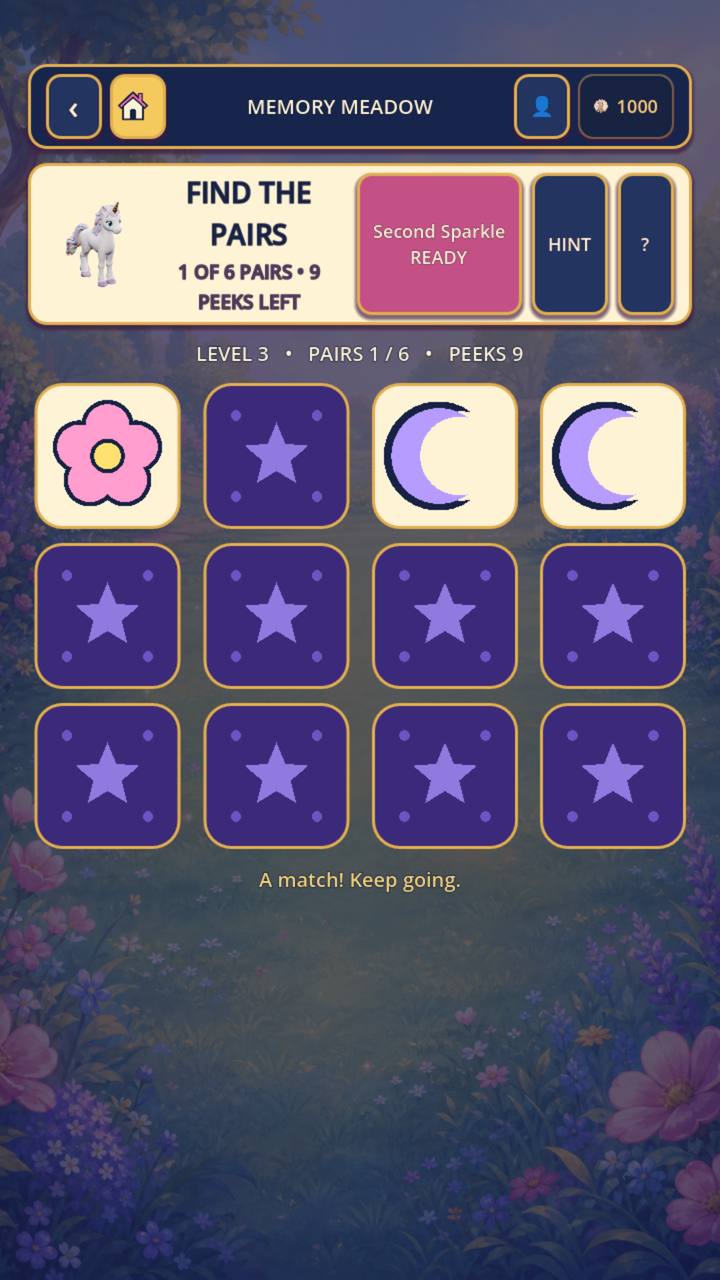 MEMORY MEADOW
1000
FIND THE
PAIRS
1 OF 6 PAIRS • 9
PEEKS LEFT
Second Sparkle
READY
HINT
?
LEVEL 3 • PAIRS 1 / 6 • PEEKS 9
A match! Keep going.